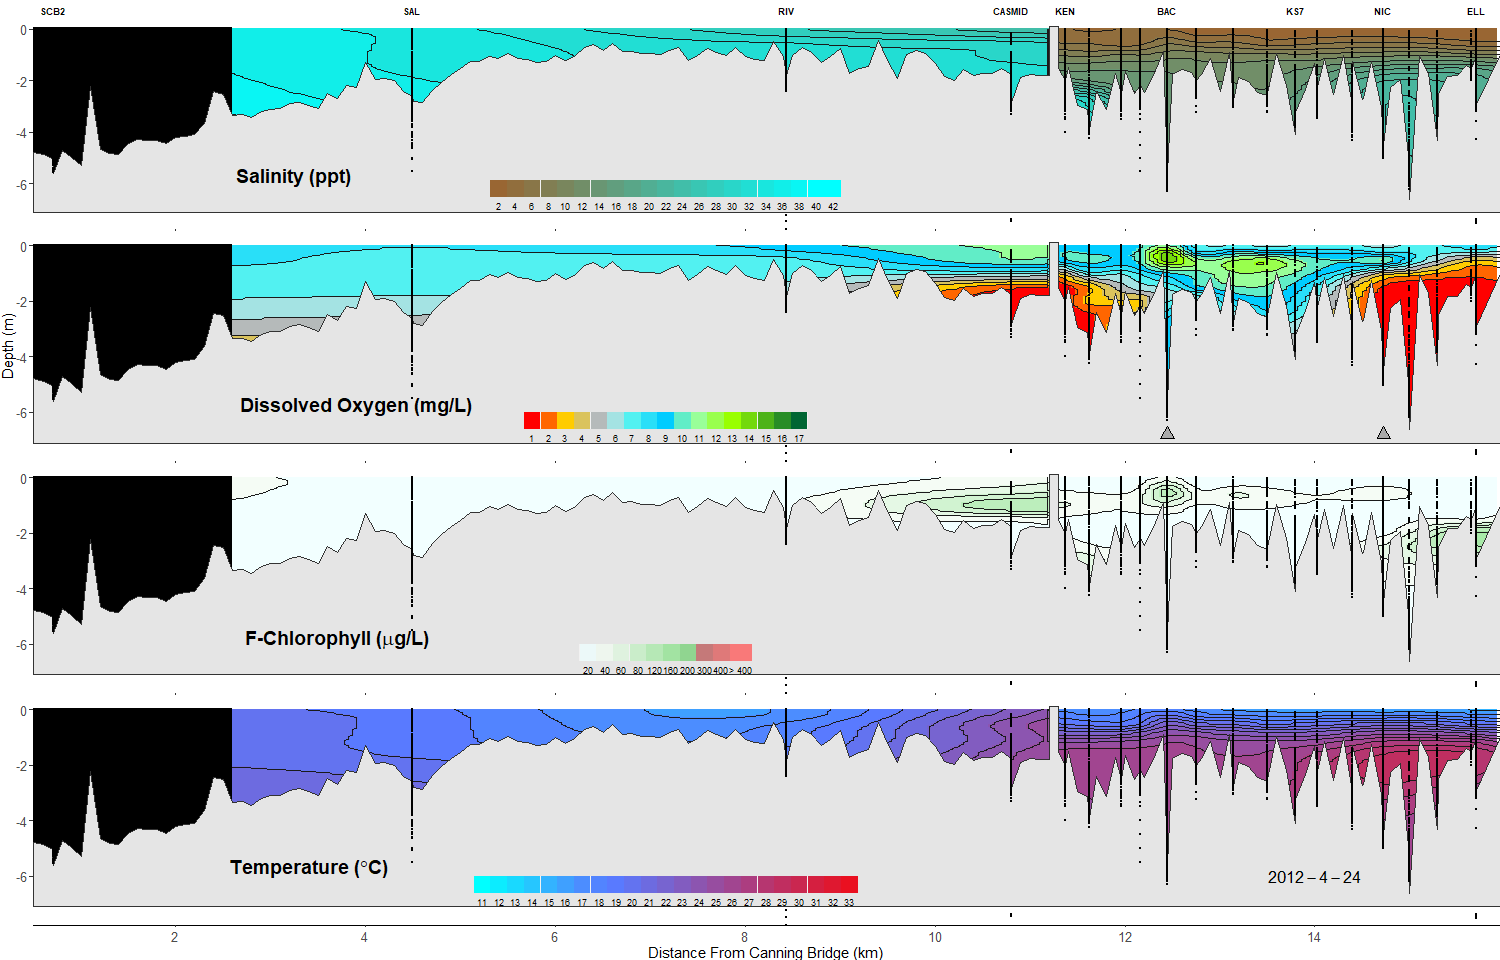 SCB2 SAL RIV CASMID KEN BAC KS7 NIC ELL
0
-2
-4
-6
Salinity (ppt)
2 4 6 8 10 12 14 16 18 20 22 24 26 28 30 32 34 36 38 40 42
0
-2
-4
-6
Depth (m)
Dissolved Oxygen (mg/L)
1 2 3 4 5 6 7 8 9 10 11 12 13 14 15 16 17
0
-2
-4
-6
F-Chlorophyll (μg/L)
20 40 60 80 120 160 200 300 400 > 400
0
-2
-4
-6
Temperature (°C)
11 12 13 14 15 16 17 18 19 20 21 22 23 24 25 26 27 28 29 30 31 32 33
2012 – 4 – 24
2 4 6 8 10 12 14
Distance From Canning Bridge (km)